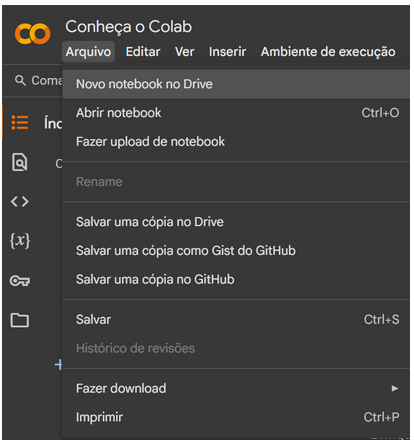 Conheça o Colab
Arquivo Editar Ver Inserir Ambiente de execução
Coma
Novo notebook no Drive
Abrir notebook Ctrl+O
Índ
Fazer upload de notebook
Rename
Salvar uma cópia no Drive
Salvar uma cópia como Gist do GitHub
{x}
Salvar uma cópia no GitHub
Salvar Ctrl+S
Histórico de revisões
Fazer download
Imprimir Ctrl+P